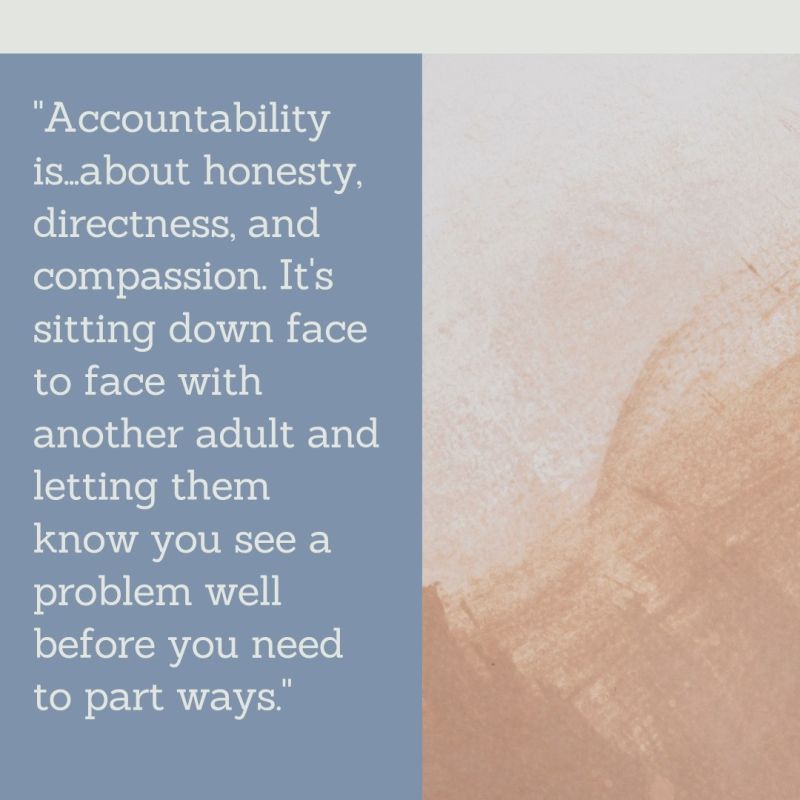 "Accountability
is...about honesty,
directness, and
compassion. It's
sitting down face
to face with
another adult and
letting them
know you see a
problem well
before you need
to part ways."